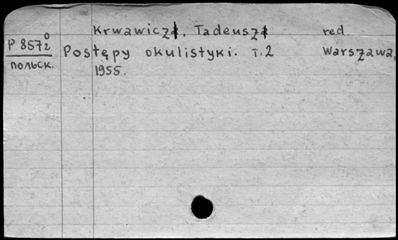 Krwawicz, Tadeusz red
P 8572
Postępy okulistyki. т.2 Warszawa,
польск.
1955.